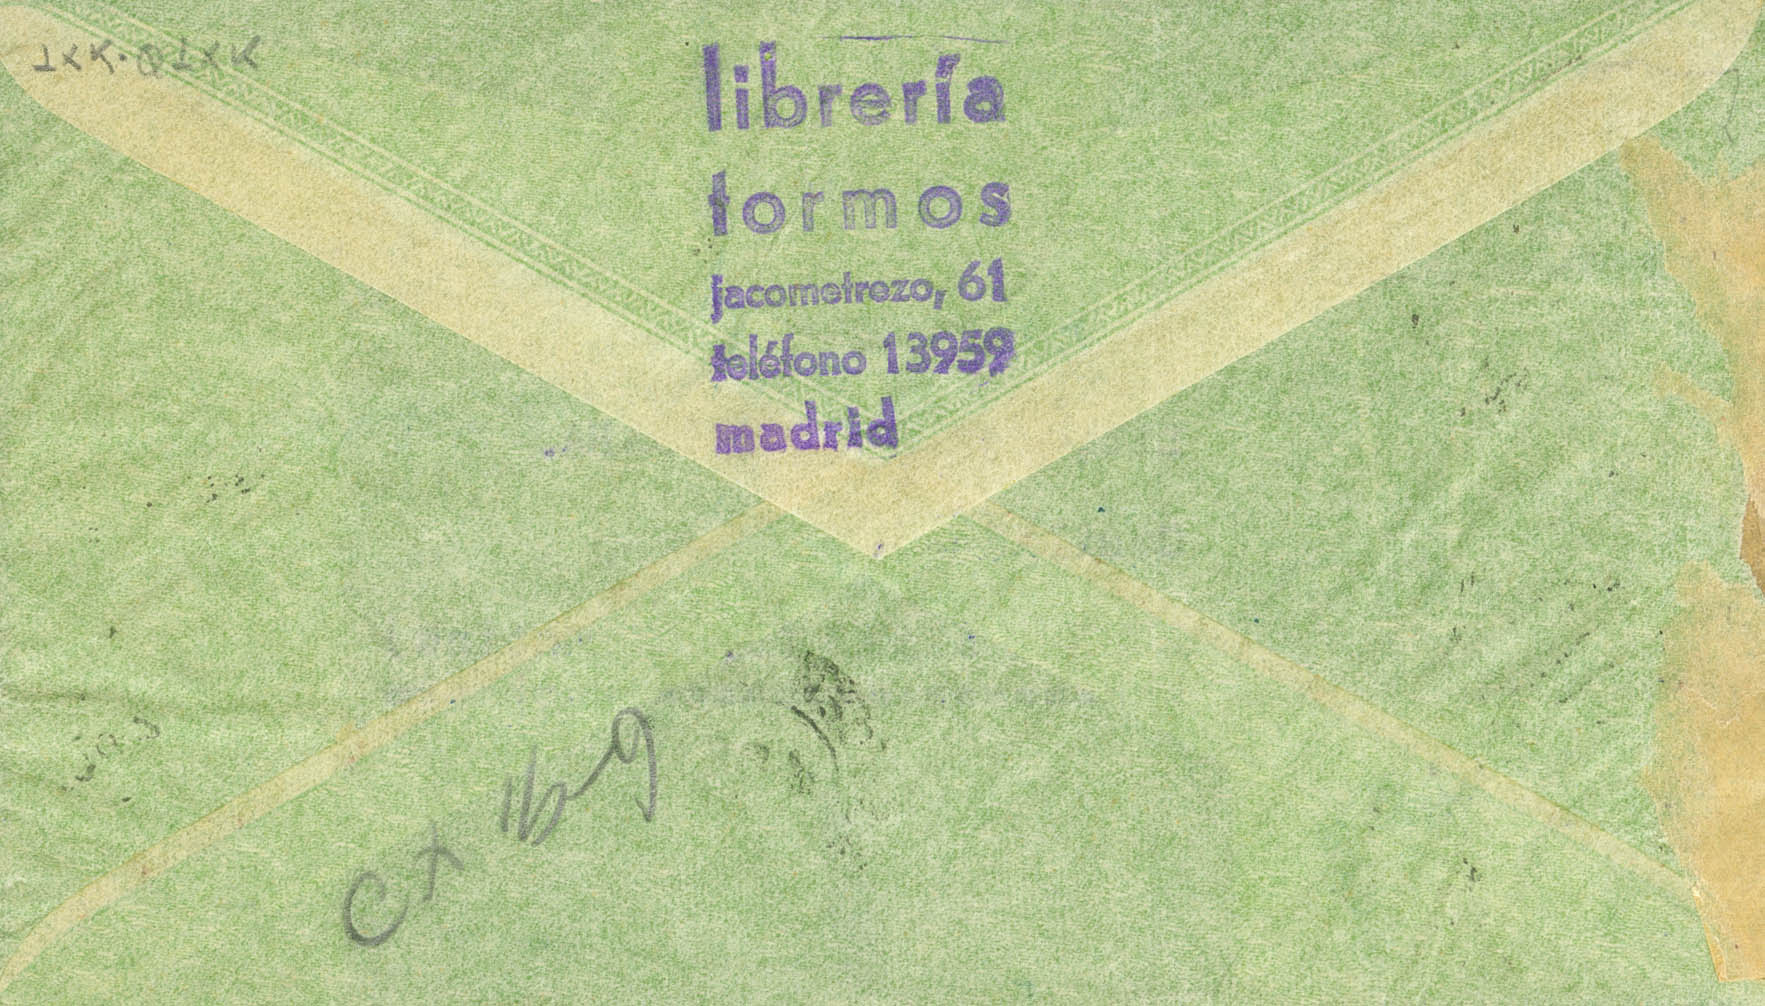 librería
tormos
jacometrezo, 61
teléfono 13959
madrid